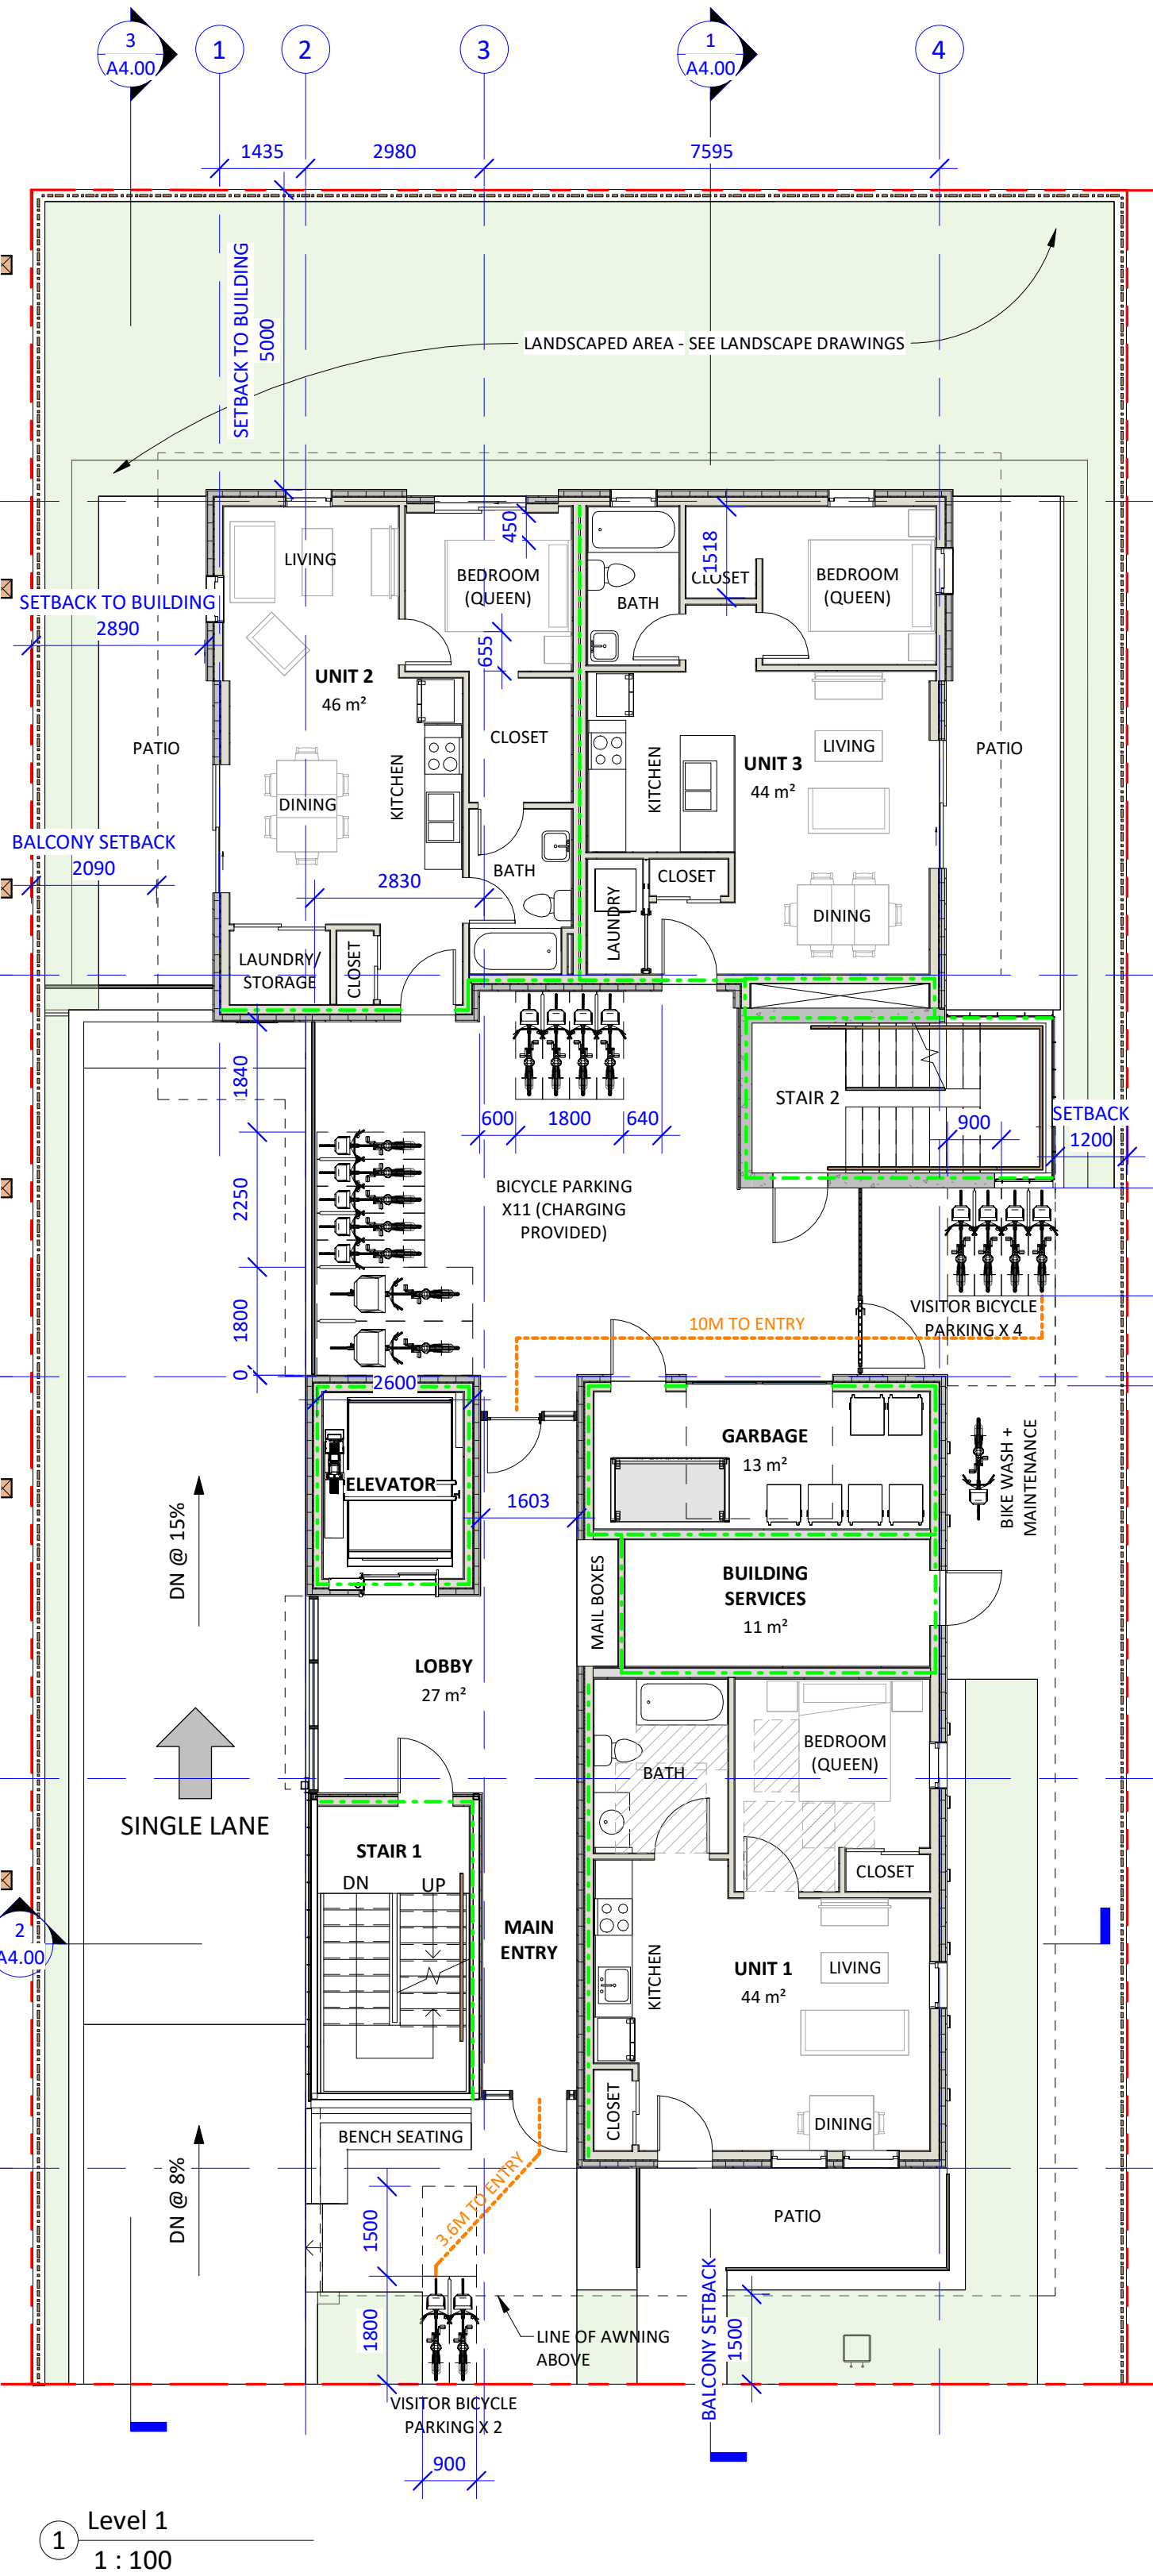 3
A4.00
1
2
3
1
A4.00
4
1435
2980
7595
SETBACK TO BUILDING
5000
LANDSCAPED AREA - SEE LANDSCAPE DRAWINGS
LIVING
450
BEDROOM
(QUEEN)
1518
CLOSET
BEDROOM
(QUEEN)
BATH
SETBACK TO BUILDING
2890
655
UNIT 2
46 m²
PATIO
CLOSET
KITCHEN
DINING
KITCHEN
UNIT 3
44 m²
LIVING
PATIO
BALCONY SETBACK
2090
2830
BATH
CLOSET
LAUNDRY
DINING
LAUNDRY/
STORAGE
CLOSET
1840
600
1800
640
STAIR 2
900
SETBACK
1200
2250
BICYCLE PARKING
X11 (CHARGING
PROVIDED)
1800
0
10M TO ENTRY
VISITOR BICYCLE
PARKING X 4
2600
ELEVATOR
GARBAGE
13 m²
BIKE WASH +
MAINTENANCE
DN @ 15%
1603
MAIL BOXES
BUILDING
SERVICES
11 m²
LOBBY
27 m²
BATH
BEDROOM
(QUEEN)
SINGLE LANE
STAIR 1
DN
UP
CLOSET
MAIN
ENTRY
2
A4.00
KITCHEN
UNIT 1
44 m²
LIVING
CLOSET
DINING
BENCH SEATING
DN @ 8%
3.6M TO ENTRY
1500
PATIO
1800
LINE OF AWNING
ABOVE
BALCONY SETBACK
1500
VISITOR BICYCLE
PARKING X 2
900
1
Level 1
1 : 100